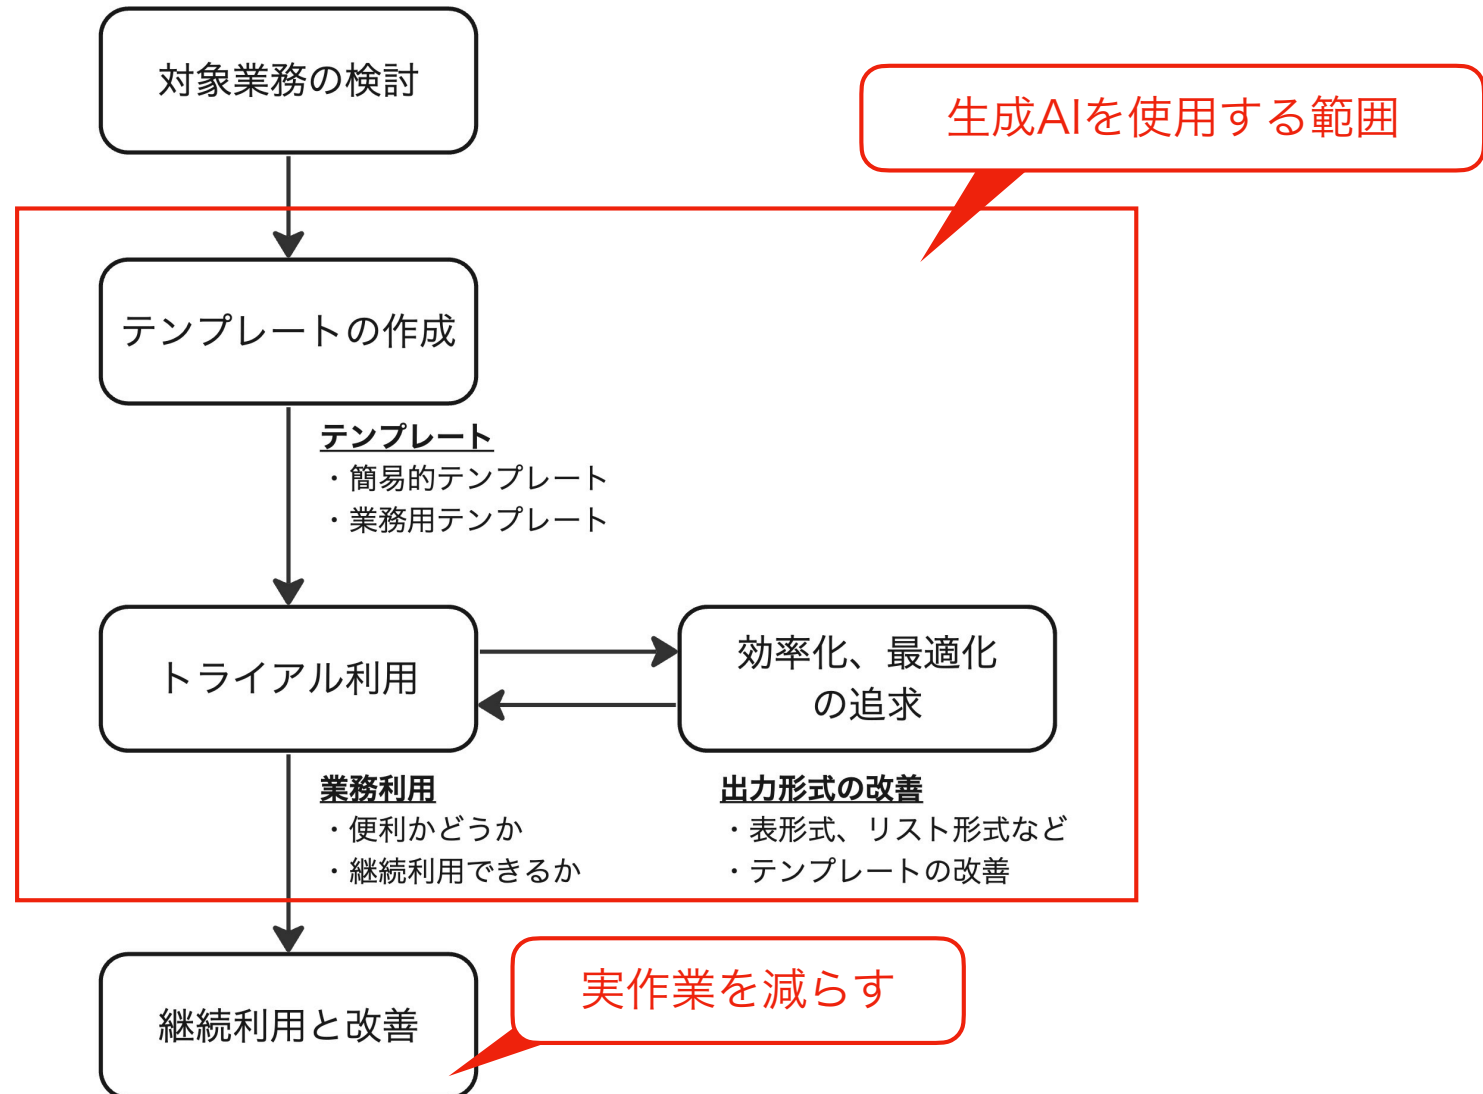 対象業務の検討
生成AIを使用する範囲
テンプレートの作成
テンプレート
・簡易的テンプレート
・業務用テンプレート
トライアル利用
効率化、最適化
の追求
業務利用
・便利かどうか
・継続利用できるか
出力形式の改善
・表形式、リスト形式など
・テンプレートの改善
実作業を減らす
継続利用と改善